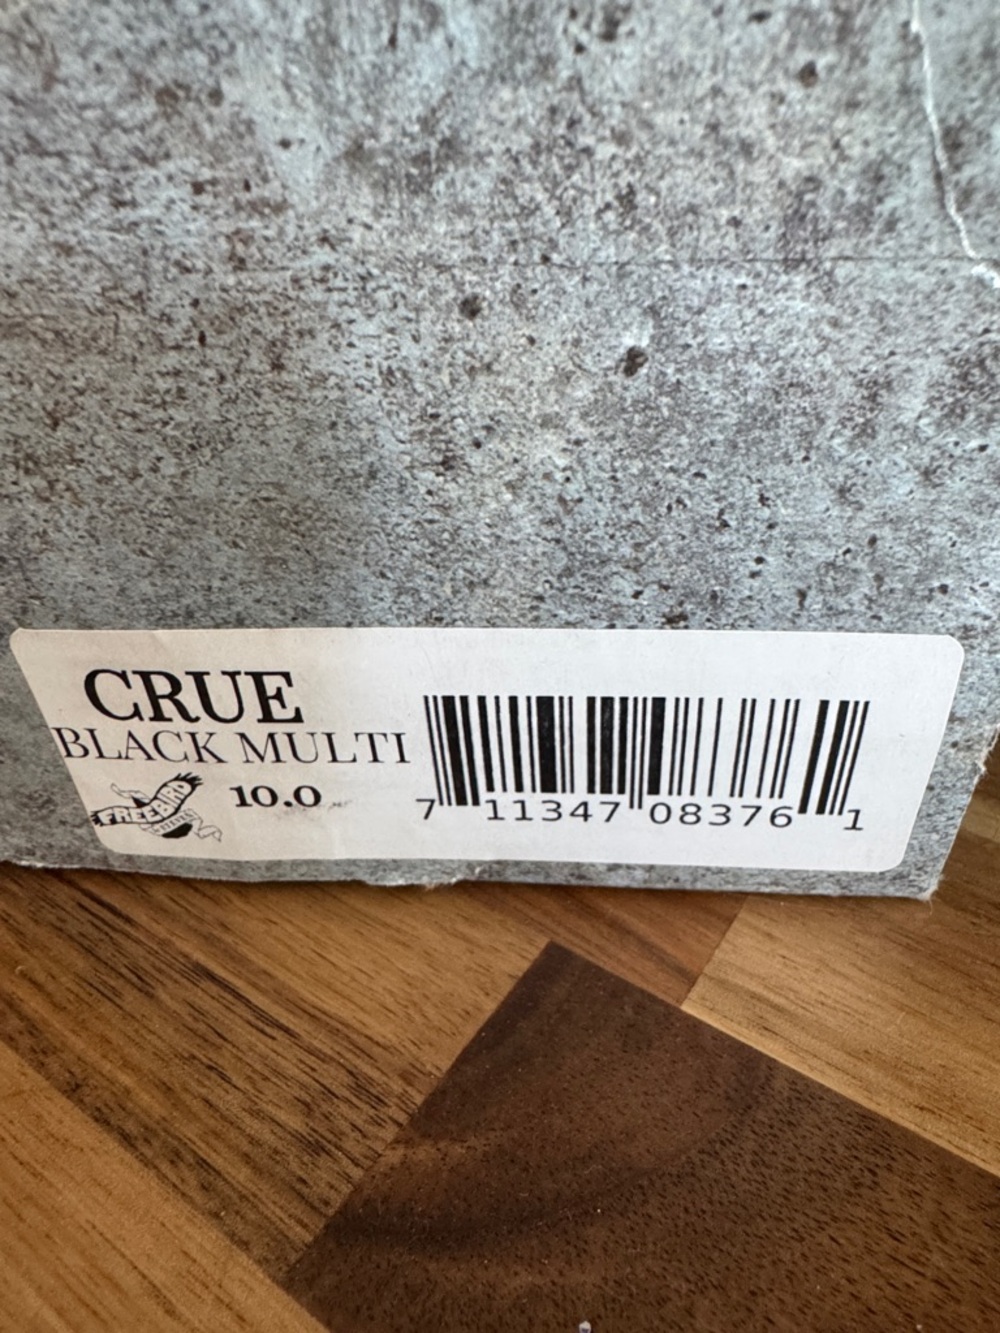 CRUE
BLACK MULTI
FREEBIRD
10.0
7 11347 08376 1